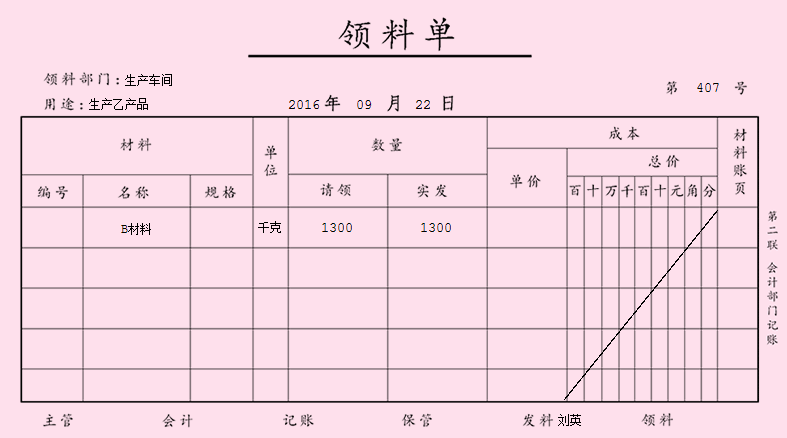 领料单
领料部门：生产车间
第 407 号
用途：生产乙产品
2016 年 09 月 22 日
材料 单位 数量 成本 材料账页
单价 总价
编号 名称 规格 请领 实发 百 十 万 千 百 十 元 角 分
B材料 千克 1300 1300
第二联 会计部门记账
主管 会计 记账 保管 发料 刘英 领料